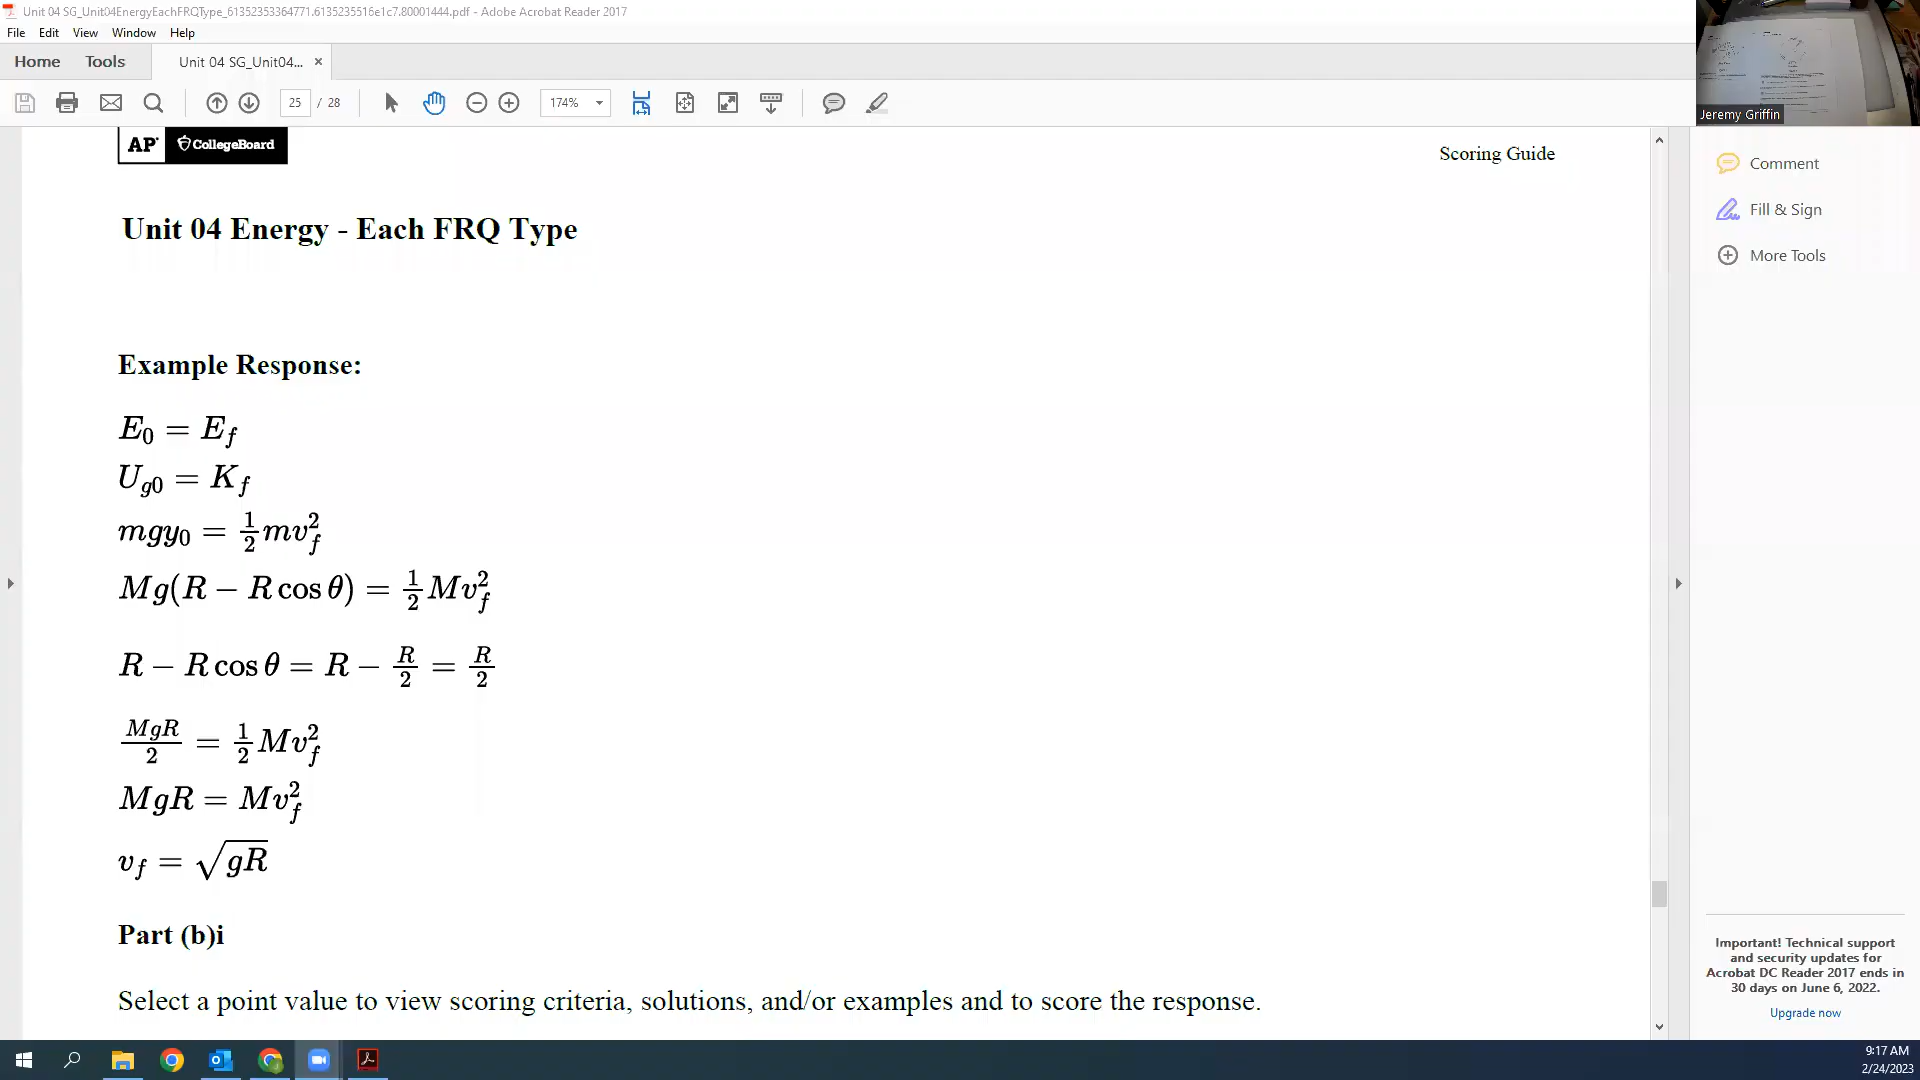 Unit 04 SG_Unit04EnergyEachFRQType_61352353364771.6135235516e1c7.80001444.pdf - Adobe Acrobat Reader 2017
File Edit View Window Help
Home Tools Unit 04 SG_Unit04... ×
25 / 28 174%
Jeremy Griffin
AP CollegeBoard
Scoring Guide
Unit 04 Energy - Each FRQ Type
Example Response:
E₀ = E_f
U_{g0} = K_f
mgy₀ = ½mv_f²
Mg(R − R cos θ) = ½Mv_f²
R − R cos θ = R − R/2 = R/2
MgR/2 = ½Mv_f²
MgR = Mv_f²
v_f = √gR
Part (b)i
Select a point value to view scoring criteria, solutions, and/or examples and to score the response.
Comment
Fill & Sign
More Tools
Important! Technical support
and security updates for
Acrobat DC Reader 2017 ends in
30 days on June 6, 2022.
Upgrade now
9:17 AM
2/24/2023